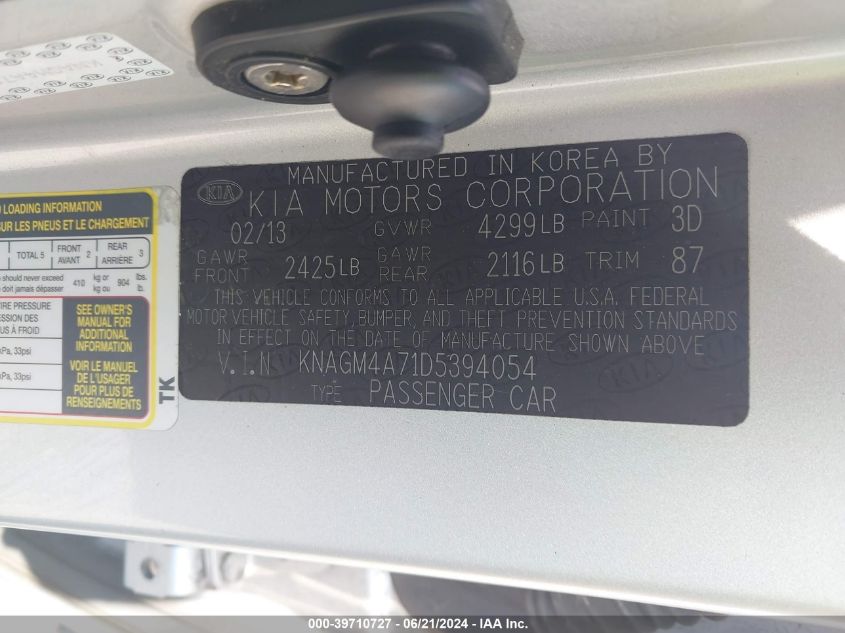 MANUFACTURED IN KOREA BY
KIA KIA MOTORS CORPORATION
02/13 GVWR 4299LB PAINT 3D
GAWR FRONT 2425LB GAWR REAR 2116LB TRIM 87
THIS VEHICLE CONFORMS TO ALL APPLICABLE U.S.A. FEDERAL
MOTOR VEHICLE SAFETY, BUMPER, AND THEFT PREVENTION STANDARDS
IN EFFECT ON THE DATE OF MANUFACTURE SHOWN ABOVE
V.I.N KNAGM4A71D5394054
TYPE PASSENGER CAR
LOADING INFORMATION
SUR LES PNEUS ET LE CHARGEMENT
TOTAL 5 FRONT AVANT 2 REAR ARRIÈRE 3
should never exceed 410 kg or 904 lbs.
doit jamais dépasser kg ou lb.
PRESSURE
DES
À FROID
kPa, 33psi
kPa, 33psi
SEE OWNER'S
MANUAL FOR
ADDITIONAL
INFORMATION
VOIR LE MANUEL
DE L'USAGER
POUR PLUS DE
RENSEIGNEMENTS
TK
000-39710727 - 06/21/2024 - IAA Inc.